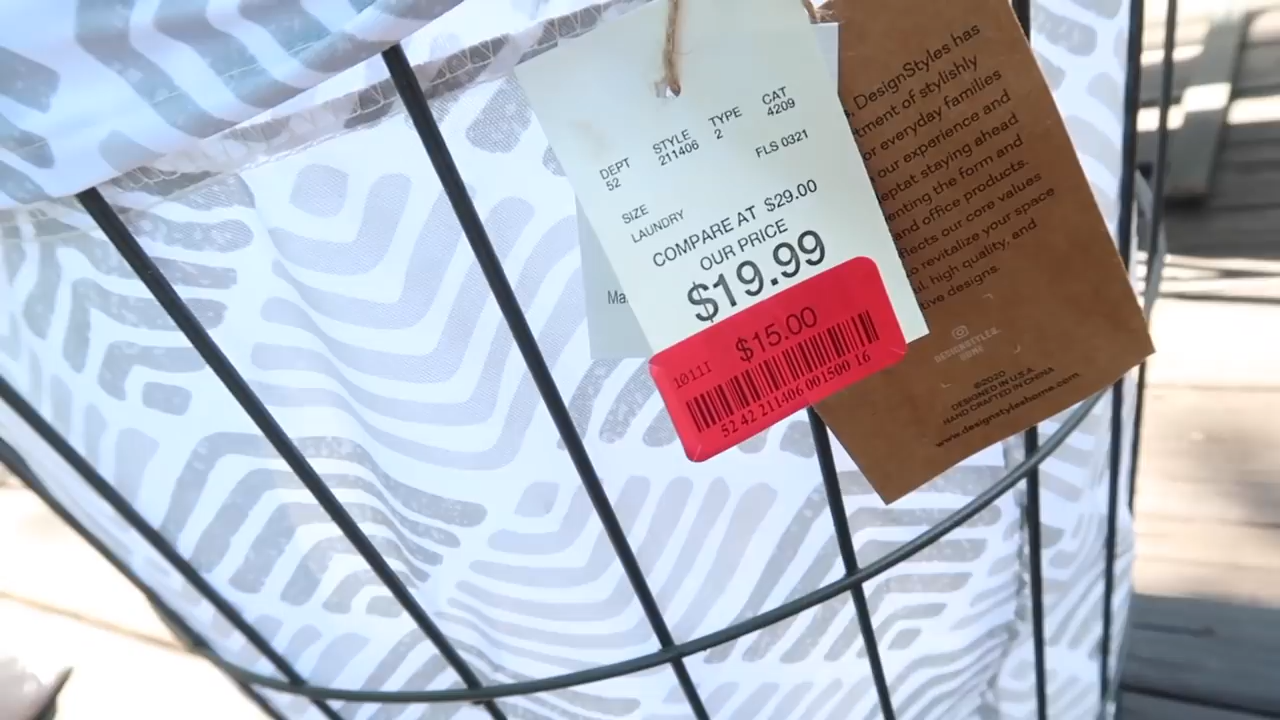 DEPT STYLE TYPE CAT
52 211406 2 4209
FLS 0321
SIZE
LAUNDRY
COMPARE AT $29.00
OUR PRICE
$19.99
$15.00
10111
52 42 211406 001500 16
Ma
DesignStyles has
tment of stylishly
or everyday families
our experience and
eptat staying ahead
enting the form and
and office products.
flects our core values
o revitalize your space
ul, high quality, and
tive designs.
DESIGNSTYLES
HOME
©2020
DESIGNED IN U.S.A
HAND CRAFTED IN CHINA
www.designstyleshome.com